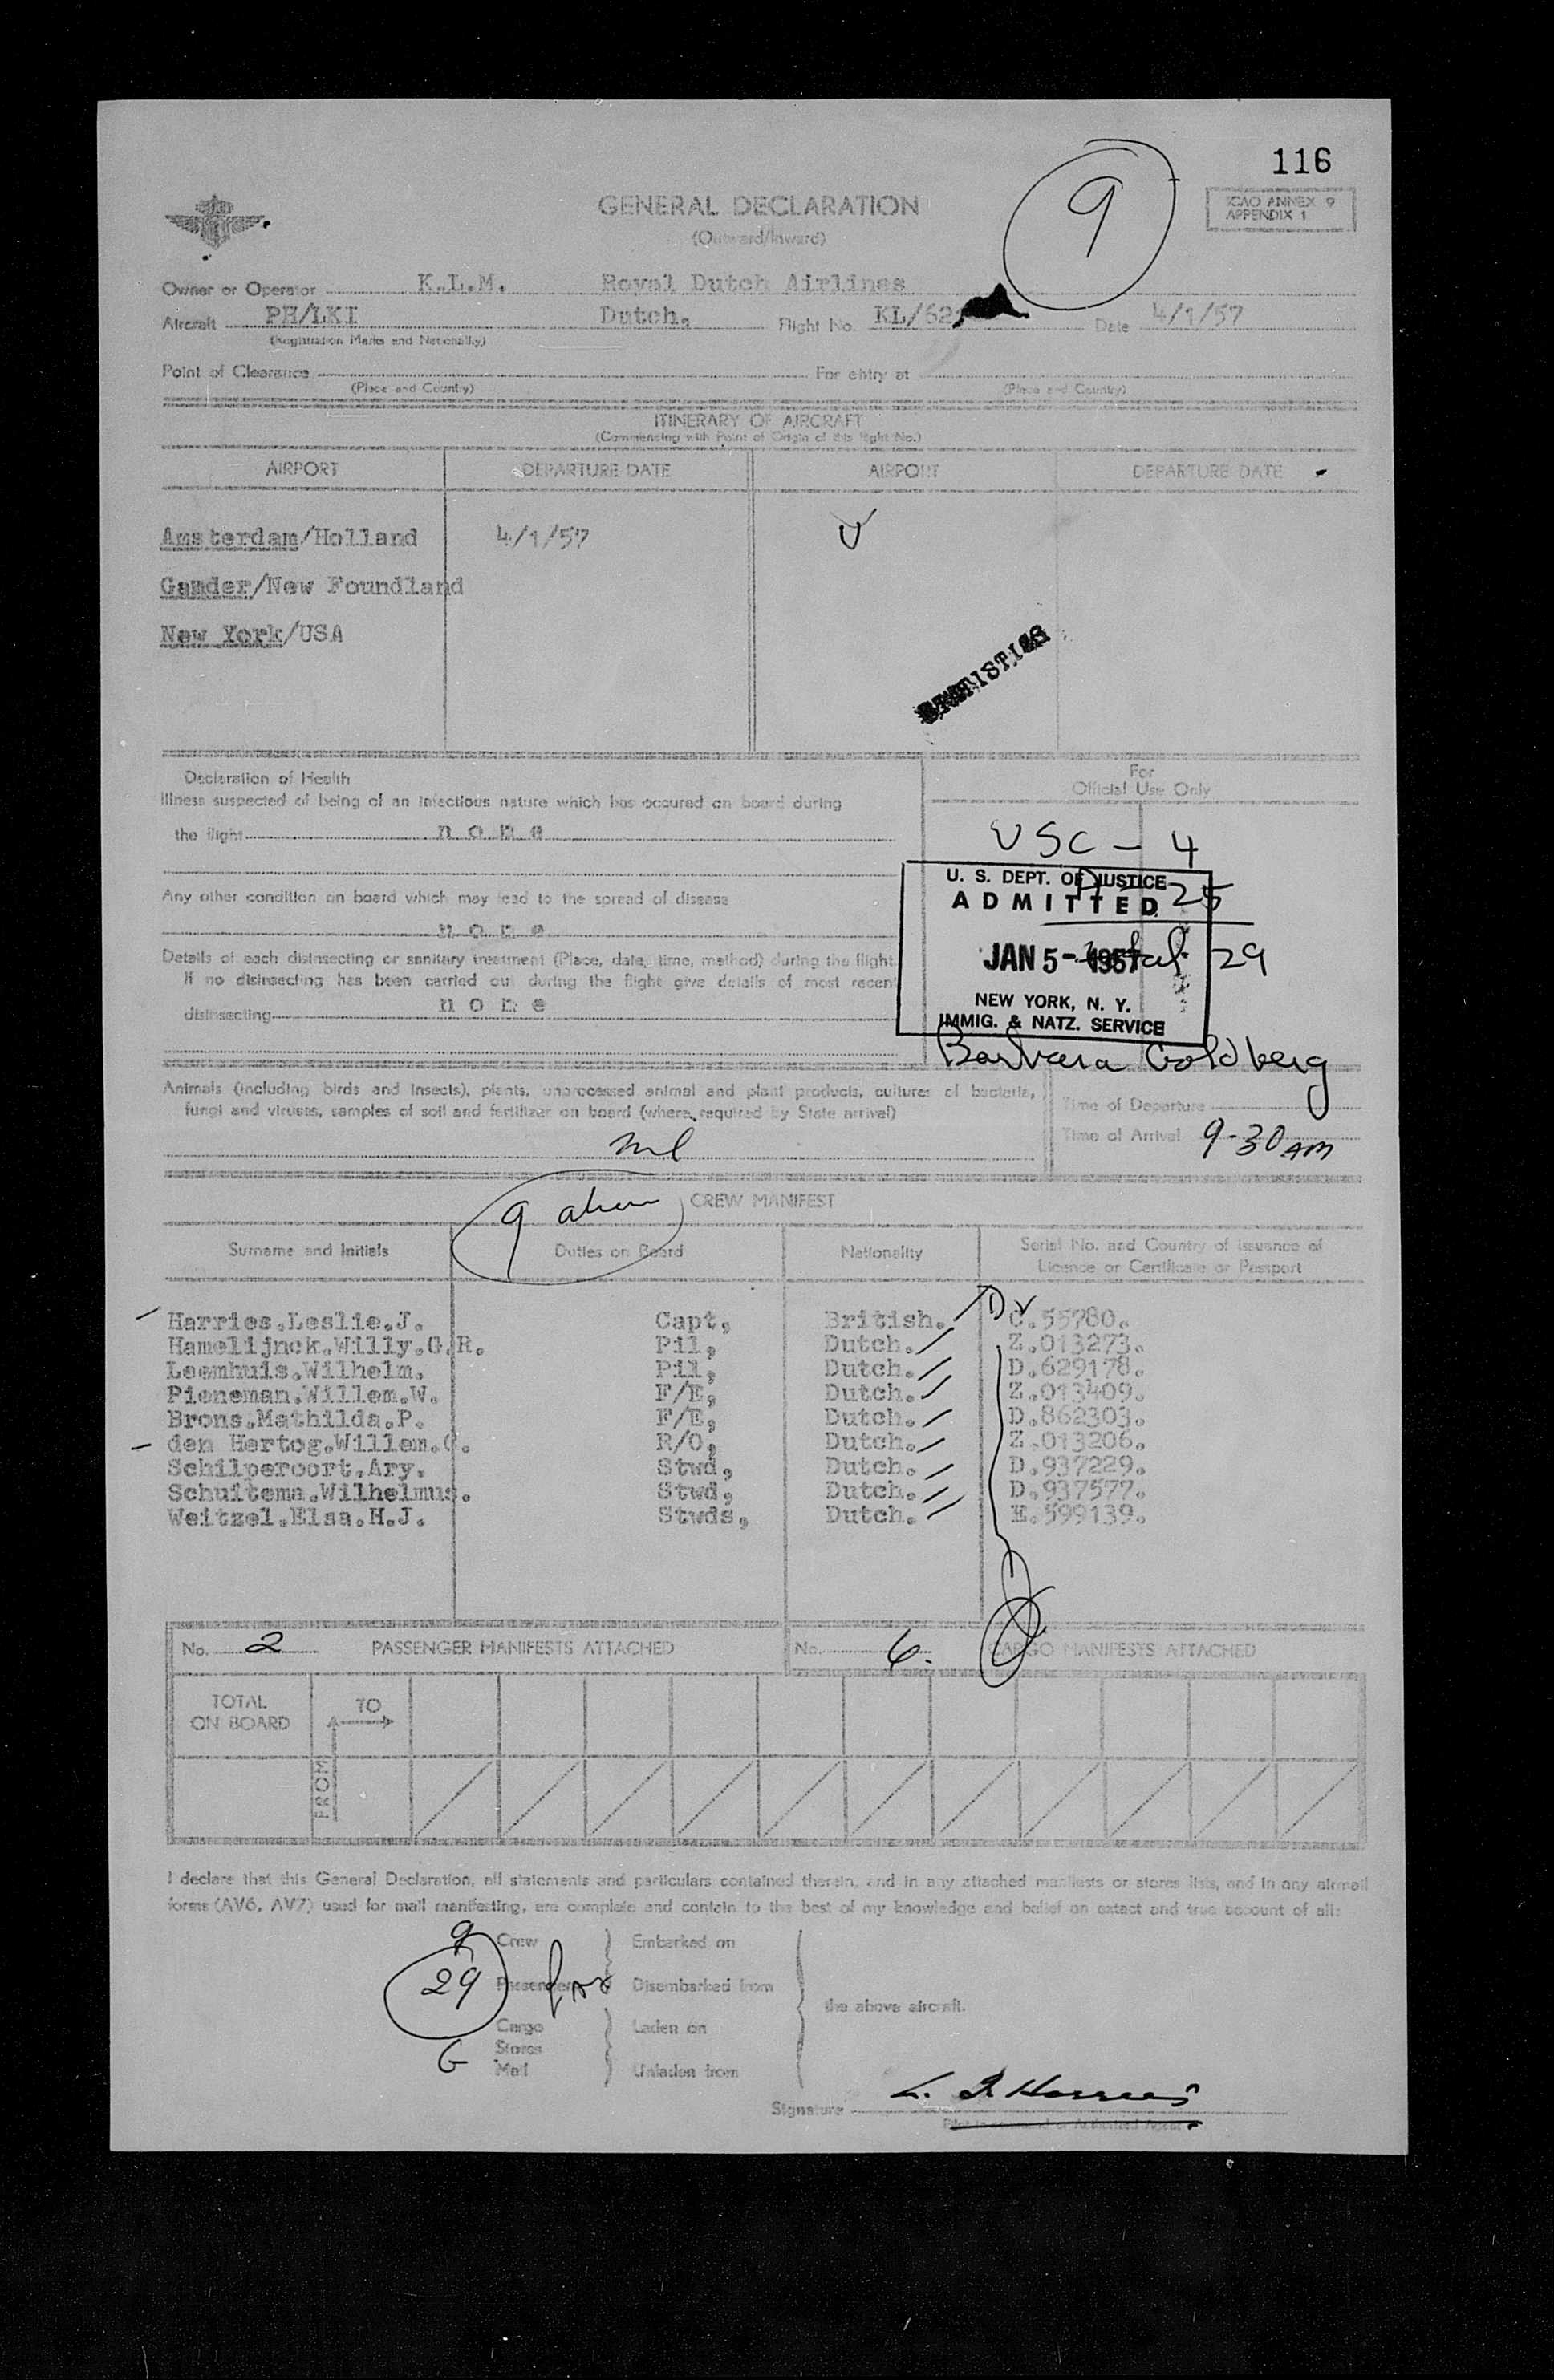 116
GENERAL DECLARATION
(Outward/Inward)
9
ICAO ANNEX 9
APPENDIX 1
Owner or Operator K.L.M. Royal Dutch Airlines
Aircraft PH/LKI Dutch, Flight No. KL/62 Date 4/1/57
(Registration Marks and Nationality)
Point of Clearance For entry at
(Place and Country) (Place and Country)
ITINERARY OF AIRCRAFT
(Commencing with Point of Origin of this flight No.)
AIRPORT DEPARTURE DATE AIRPORT DEPARTURE DATE
Amsterdam/Holland 4/1/57
Gander/New Foundland
New York/USA
Declaration of Health
Illness suspected of being of an infectious nature which has occured on board during
the flight n o n e
Any other condition on board which may lead to the spread of disease
n o n e
Details of each disinsecting or sanitary treatment (Place, date, time, method) during the flight
If no disinsecting has been carried out during the flight give details of most recent
disinsecting n o n e
For
Official Use Only
USC - 4
25
total 29
U. S. DEPT. OF JUSTICE
ADMITTED
JAN 5 - 1957
NEW YORK, N. Y.
IMMIG. & NATZ. SERVICE
Barbara Goldberg
Animals (including birds and insects), plants, unprocessed animal and plant products, cultures of bacteria,
fungi and viruses, samples of soil and fertilizer on board (where required by State arrival)
nil
Time of Departure
Time of Arrival 9-30 AM
9 alien CREW MANIFEST
Surname and Initials Duties on Board Nationality Serial No. and Country of issuance of
Licence or Certificate or Passport
Harries.Leslie.J. Capt, British. C.55780.
Hamelijnck.Willy.G.R. Pil, Dutch. Z.013273.
Leemhuis.Wilhelm. Pil, Dutch. D.629178.
Pieneman.Willem.W. F/E, Dutch. Z.013409.
Brons.Mathilda.P. F/E, Dutch. D.862303.
den Hertog.Willem.C. R/O, Dutch. Z.013206.
Schilperoort.Ary. Stwd, Dutch. D.937229.
Schuitema.Wilhelmus. Stwd, Dutch. D.937577.
Weitzel.Elsa.H.J. Stwds, Dutch. E.599139.
No. 2 PASSENGER MANIFESTS ATTACHED No. 6. CARGO MANIFESTS ATTACHED
TOTAL
ON BOARD
TO
FROM
I declare that this General Declaration, all statements and particulars contained therein, and in any attached manifests or stores lists, and in any airmail
forms (AV6, AV7) used for mail manifesting, are complete and contain to the best of my knowledge and belief an extact and true account of all:
9 Crew Embarked on
29 Passengers pax Disembarked from
the above aircraft.
Cargo Laden on
Stores
6 Mail Unladen from
Signature L. J. Harries
Pilot in command or Authorised Agent